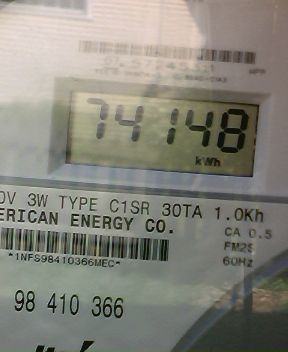 74148
kWh
0V 3W TYPE C1SR 30TA 1.0Kh
ERICAN ENERGY CO.
CA 0.5
FM2S
60Hz
*1NFS98410366MEC*
98 410 366